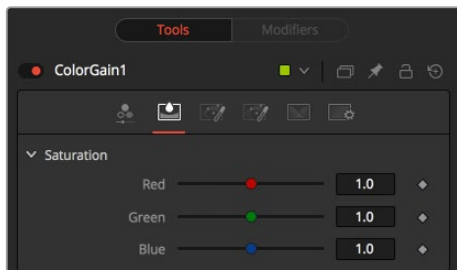 Tools Modifiers
ColorGain1
Saturation
Red 1.0
Green 1.0
Blue 1.0